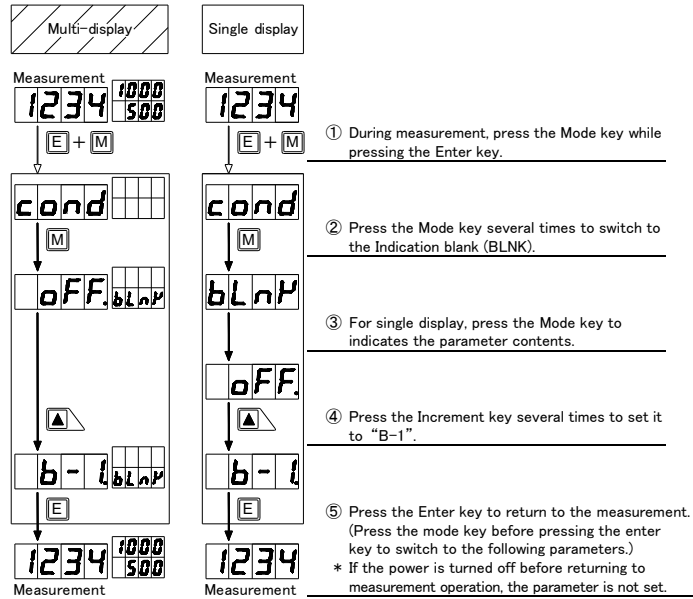 Multi-display
Single display
Measurement
1234
1000
500
E + M
cond
M
oFF.
bLnK
▲
b-1.
bLnK
E
1234
1000
500
Measurement
Measurement
1234
E + M
cond
M
bLnK
oFF.
▲
b-1
E
1234
Measurement
① During measurement, press the Mode key while
pressing the Enter key.
② Press the Mode key several times to switch to
the Indication blank (BLNK).
③ For single display, press the Mode key to
indicates the parameter contents.
④ Press the Increment key several times to set it
to “B-1”.
⑤ Press the Enter key to return to the measurement.
(Press the mode key before pressing the enter
key to switch to the following parameters.)
* If the power is turned off before returning to
measurement operation, the parameter is not set.